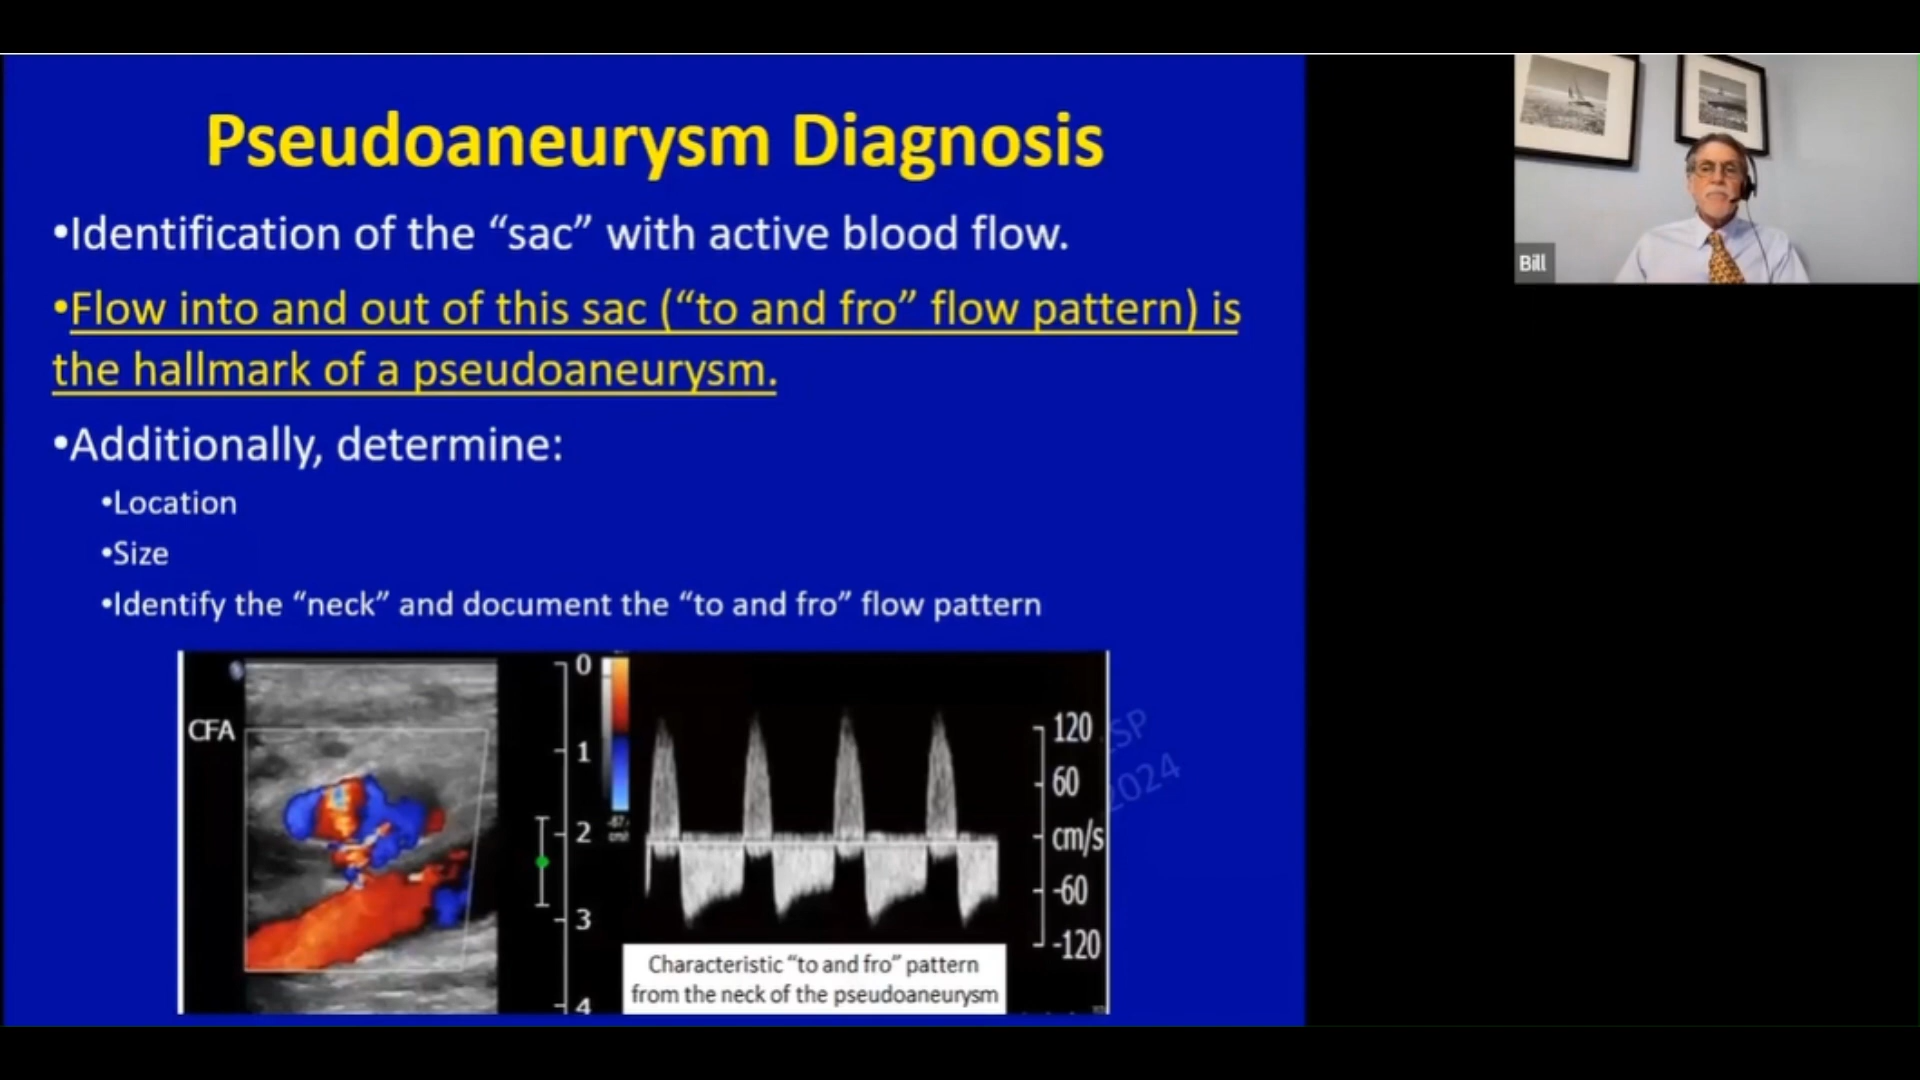 Pseudoaneurysm Diagnosis
•Identification of the “sac” with active blood flow.
•Flow into and out of this sac (“to and fro” flow pattern) is
the hallmark of a pseudoaneurysm.
•Additionally, determine:
•Location
•Size
•Identify the “neck” and document the “to and fro” flow pattern
CFA
0
1
2
3
4
120
60
cm/s
-60
-120
Characteristic “to and fro” pattern
from the neck of the pseudoaneurysm
SP
2024
Bill